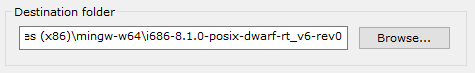 Destination folder
es (x86)\mingw-w64\i686-8.1.0-posix-dwarf-rt_v6-rev0
Browse...